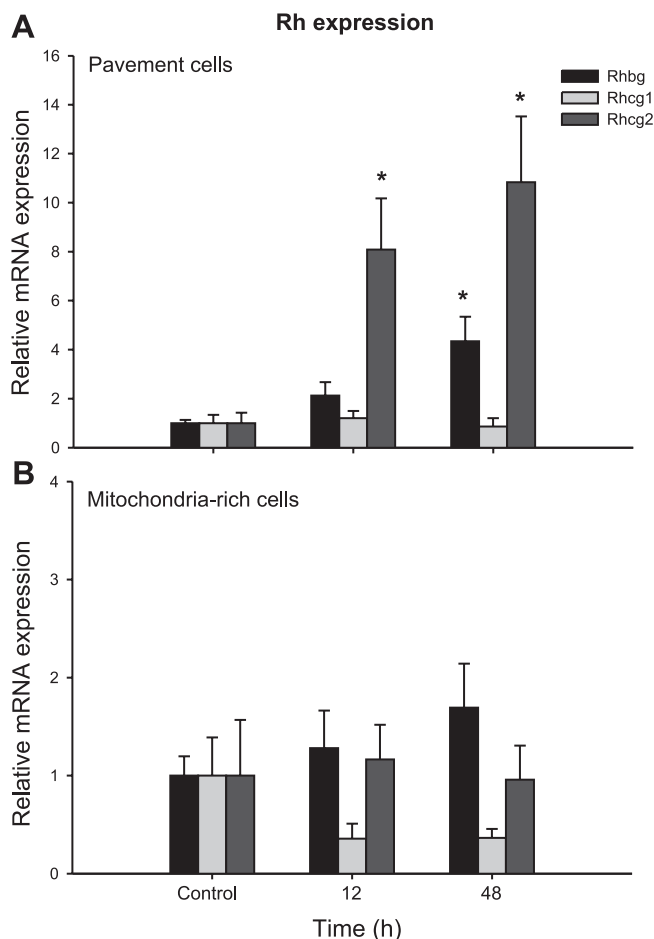 A
Rh expression
16
14
12
10
8
6
4
2
0
Relative mRNA expression
Pavement cells
Rhbg
Rhcg1
Rhcg2
*
*
*
B
4
3
2
1
0
Relative mRNA expression
Mitochondria-rich cells
Control
12
48
Time (h)